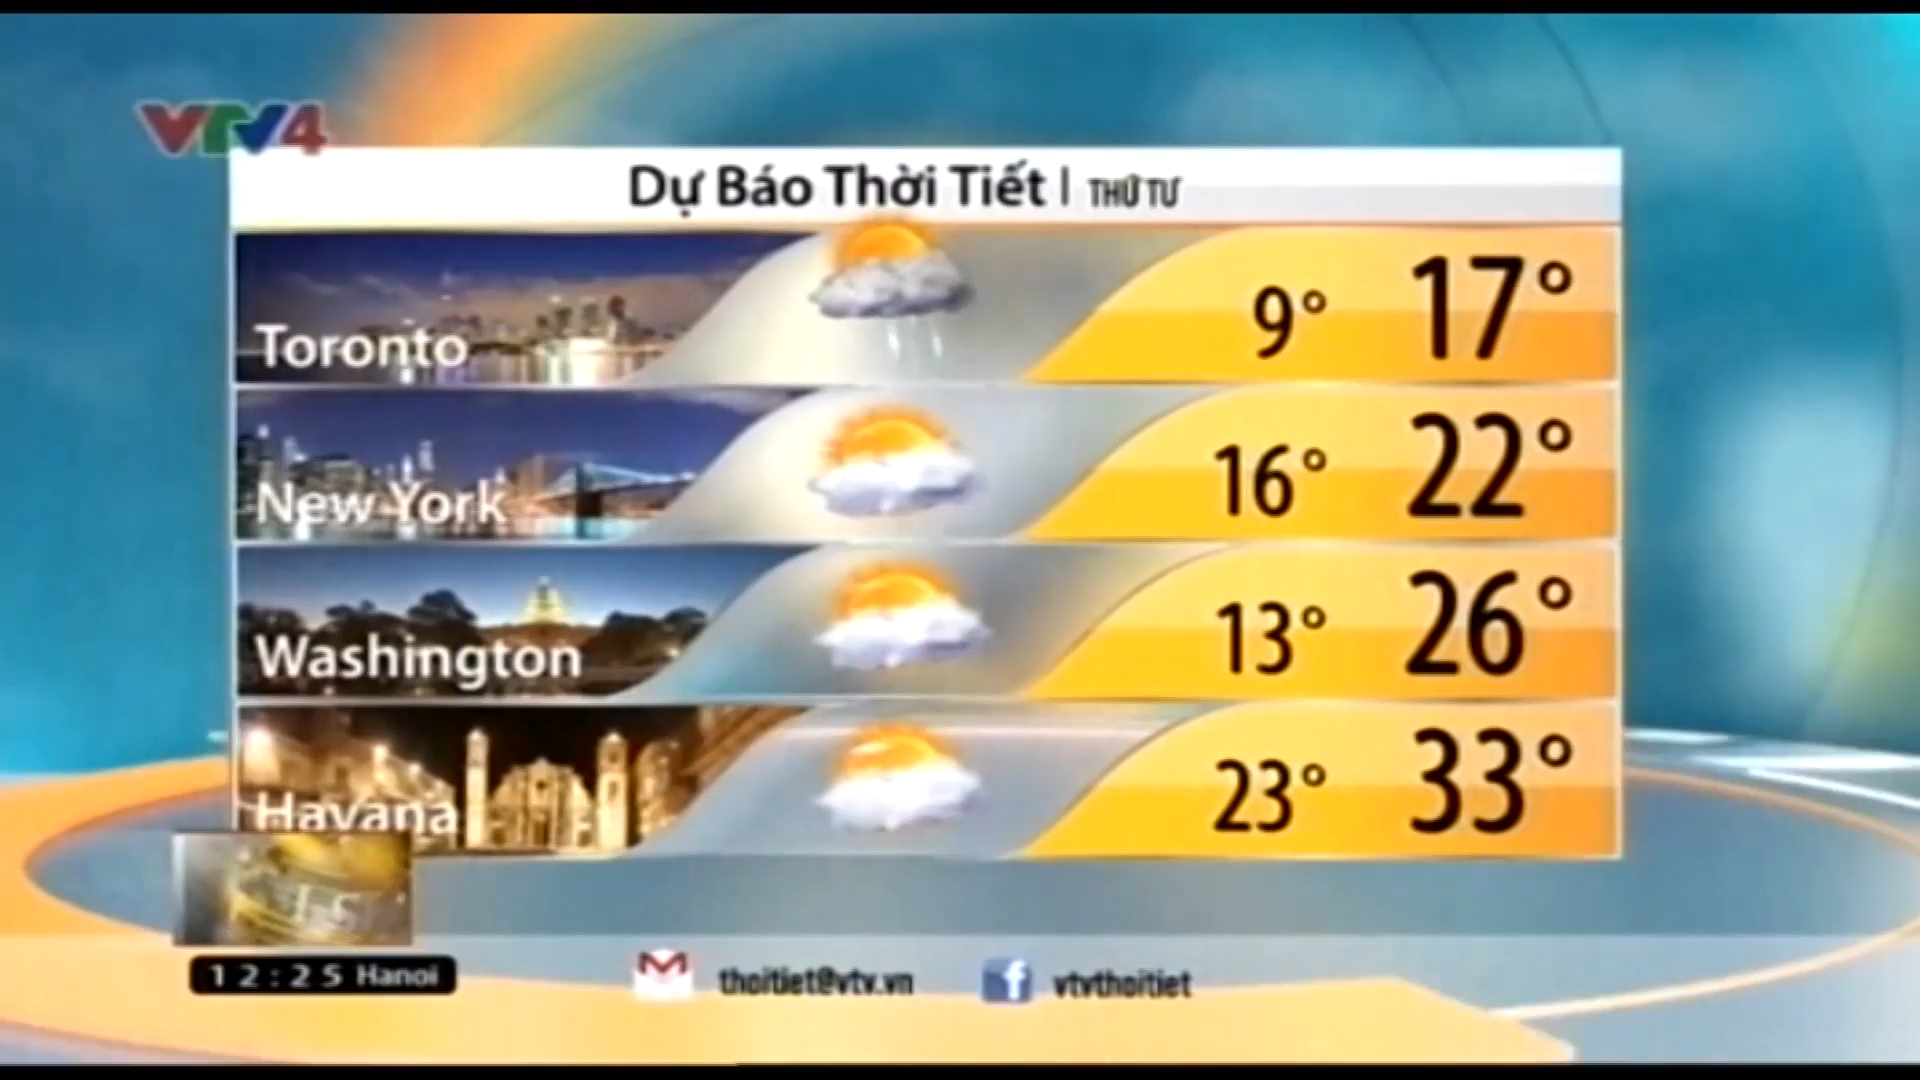 VTV4
Dự Báo Thời Tiết | THỨ TƯ
Toronto 9° 17°
New York 16° 22°
Washington 13° 26°
Havana 23° 33°
12:25 Hanoi
thoitiet@vtv.vn
vtvthoitiet